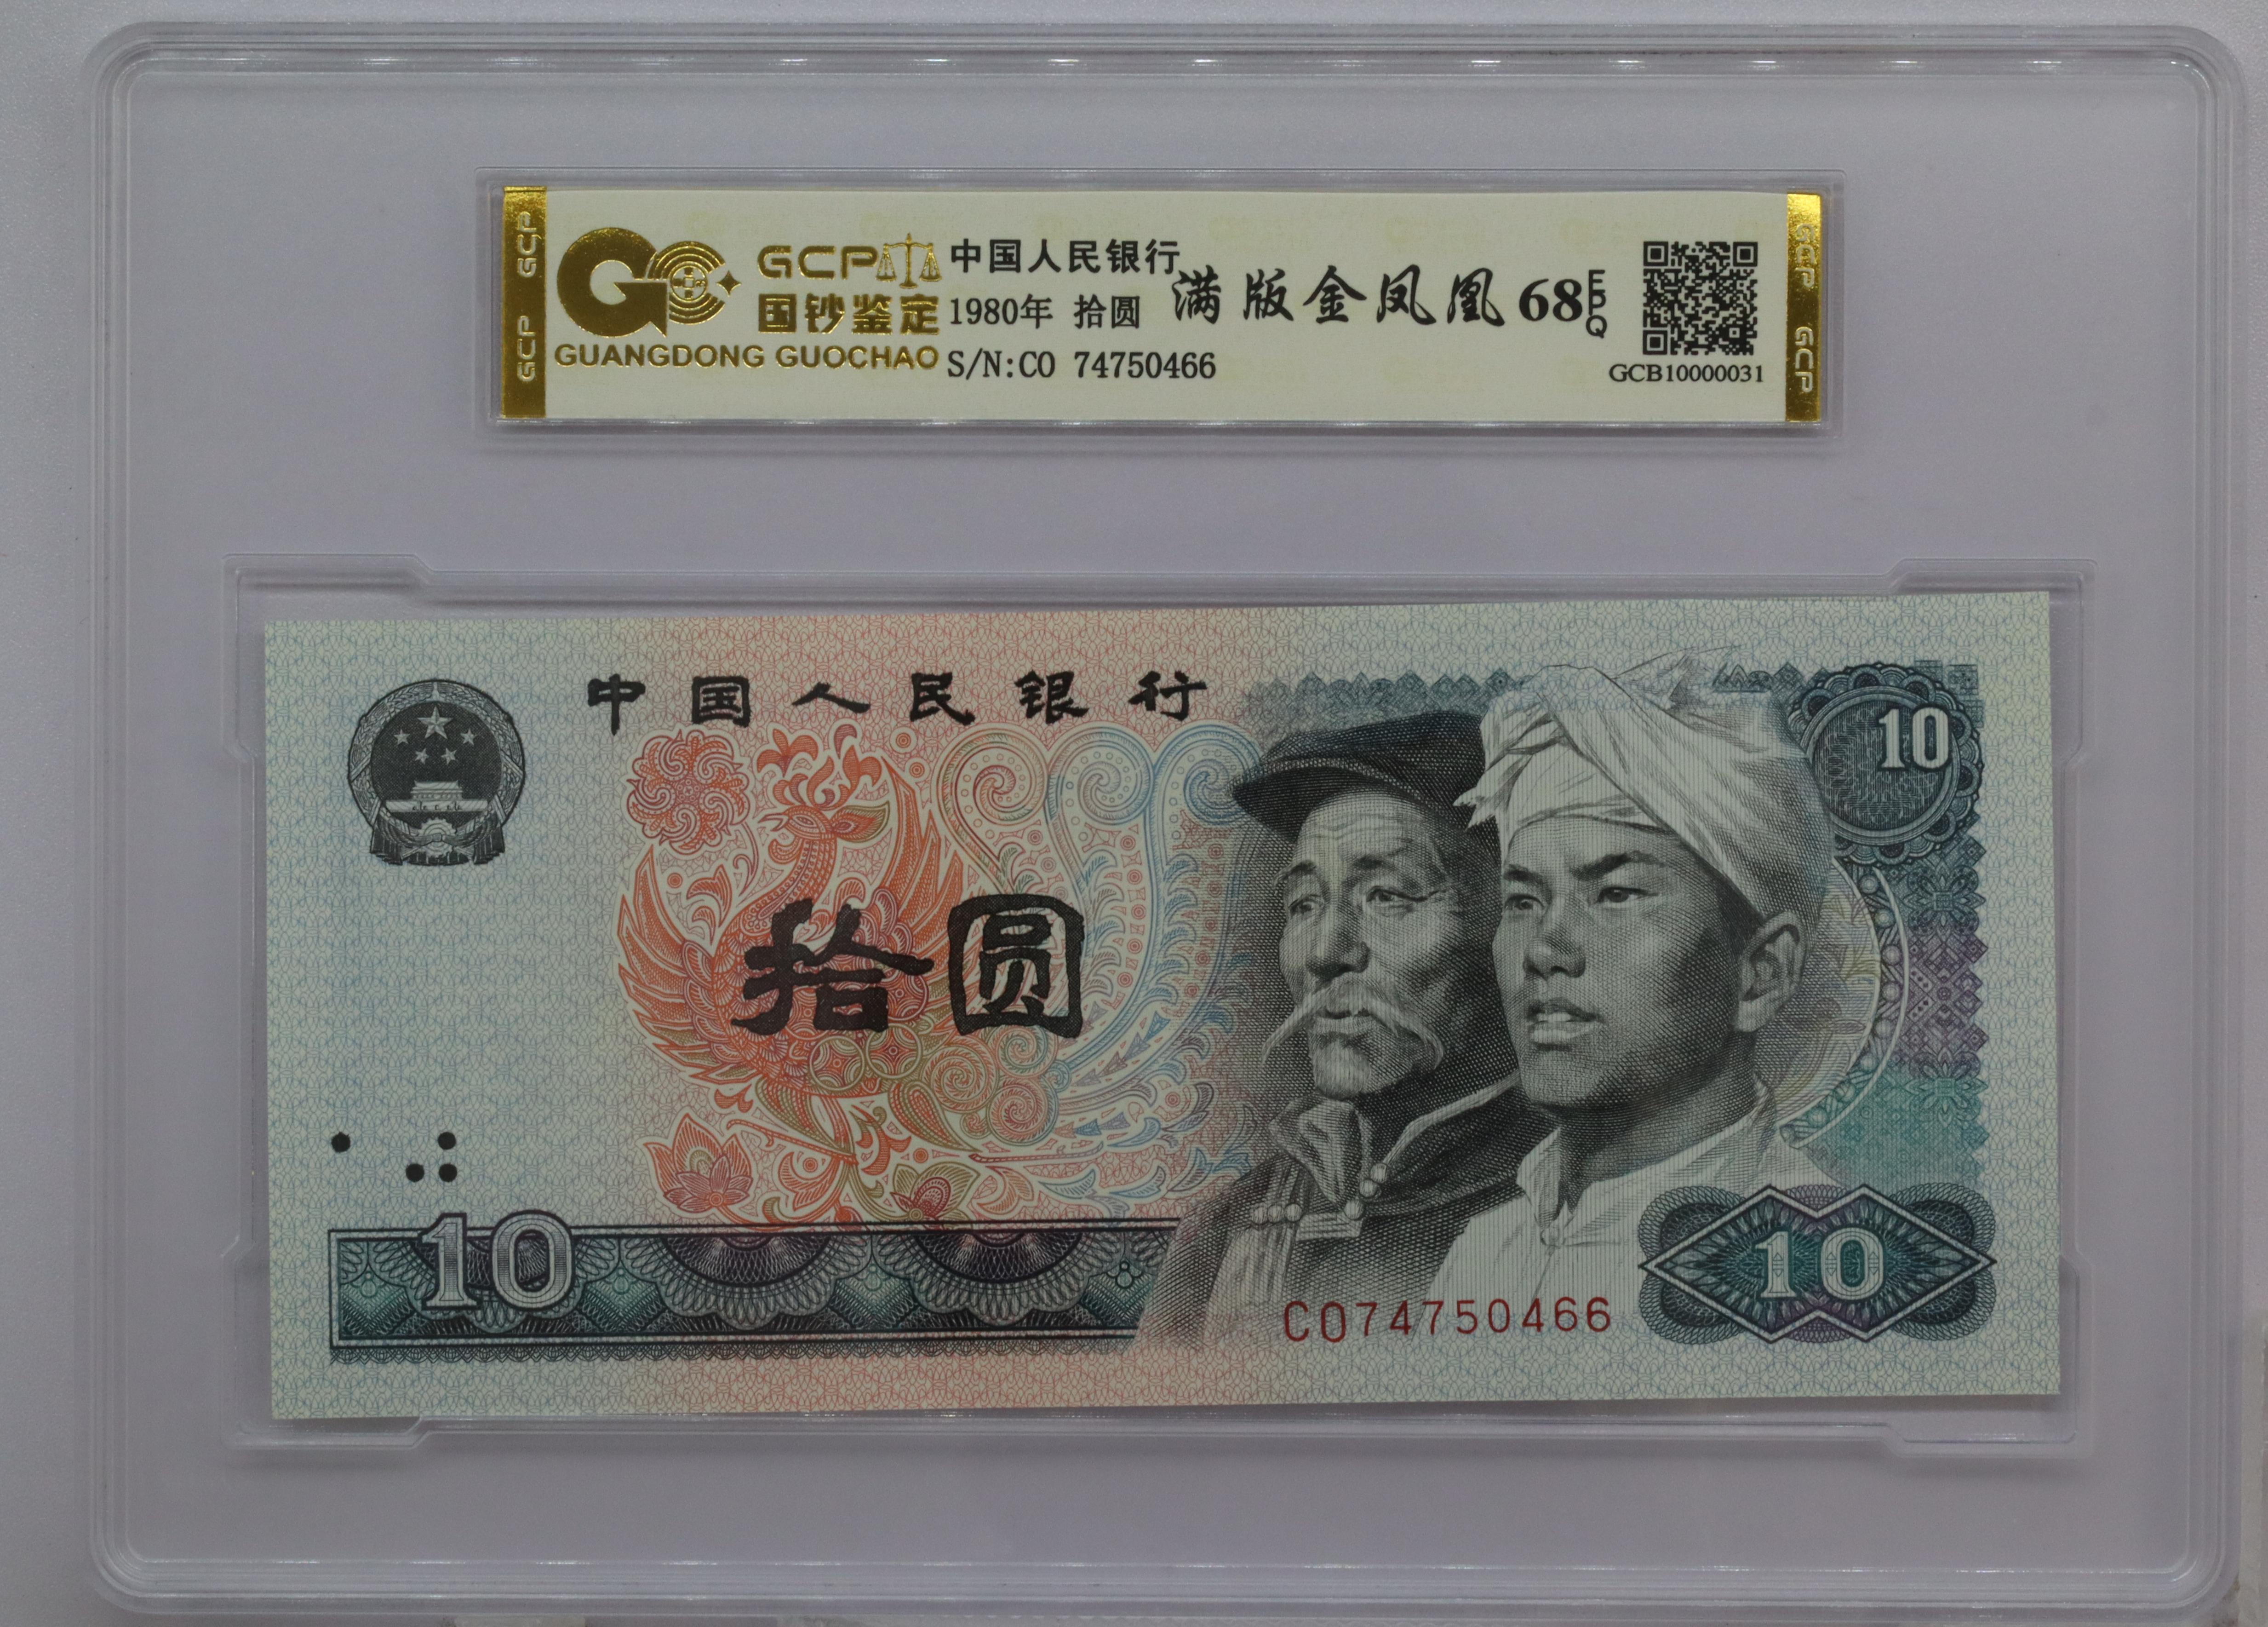 GCP
GCP
GCP
国钞鉴定
GUANGDONG GUOCHAO
中国人民银行
1980年 拾圆
S/N:CO 74750466
满版金凤凰 68 EPQ
GCB10000031
GCP
GCP
中国人民银行
10
拾圆
10
CO74750466
10